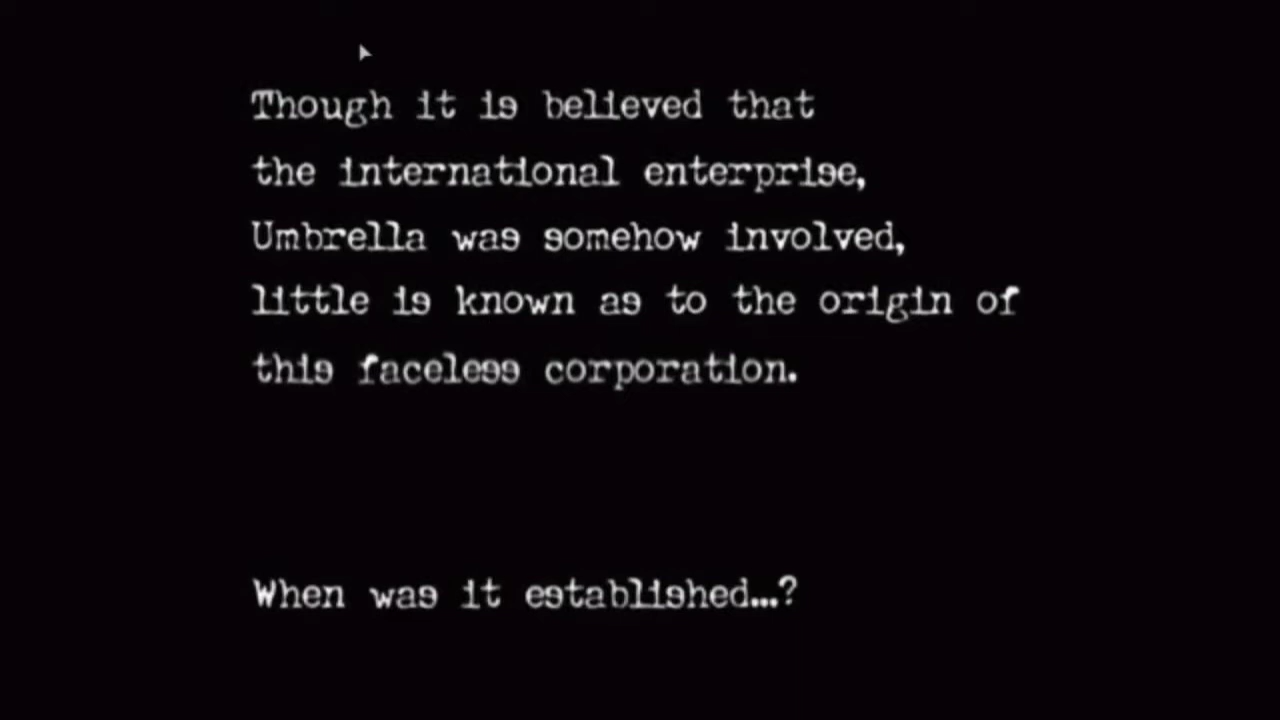 Though it is believed that
the international enterprise,
Umbrella was somehow involved,
little is known as to the origin of
this faceless corporation.
When was it established...?